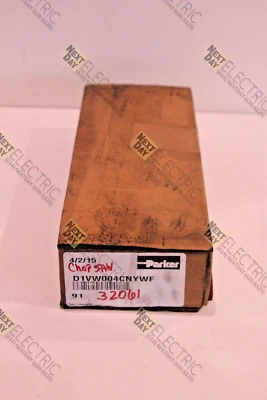 4/2/15
Chop SAW
Parker
D1VW004CNYWF
91 32061
NEXT DAY ELECTRIC